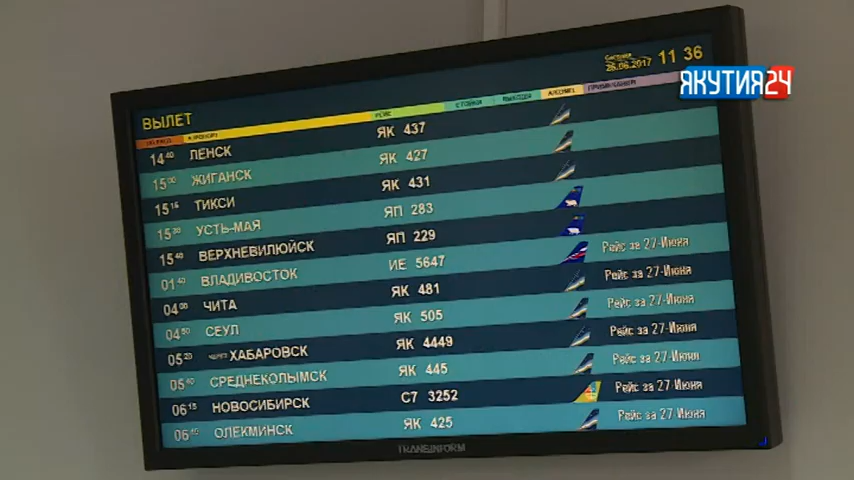 26.06.2017 11 36
ЯКУТИЯ24
ВЫЛЕТ
АЭРОПОРТ РЕЙС СТОЙКИ ВЫХОДЫ ПРИМЕЧАНИЕ
14 40 ЛЕНСК ЯК 437
15 00 ЖИГАНСК ЯК 427
15 15 ТИКСИ ЯК 431
15 30 УСТЬ-МАЯ ЯП 283
15 40 ВЕРХНЕВИЛЮЙСК ЯП 229
01 40 ВЛАДИВОСТОК ИЕ 5647 Рейс за 27-Июня
04 00 ЧИТА ЯК 481 Рейс за 27-Июня
04 50 СЕУЛ ЯК 505 Рейс за 27-Июня
05 20 ХАБАРОВСК ЯК 4449 Рейс за 27-Июня
05 40 СРЕДНЕКОЛЫМСК ЯК 445 Рейс за 27-Июня
06 15 НОВОСИБИРСК С7 3252 Рейс за 27-Июня
06 40 ОЛЕКМИНСК ЯК 425 Рейс за 27-Июня
TRANSINFORM